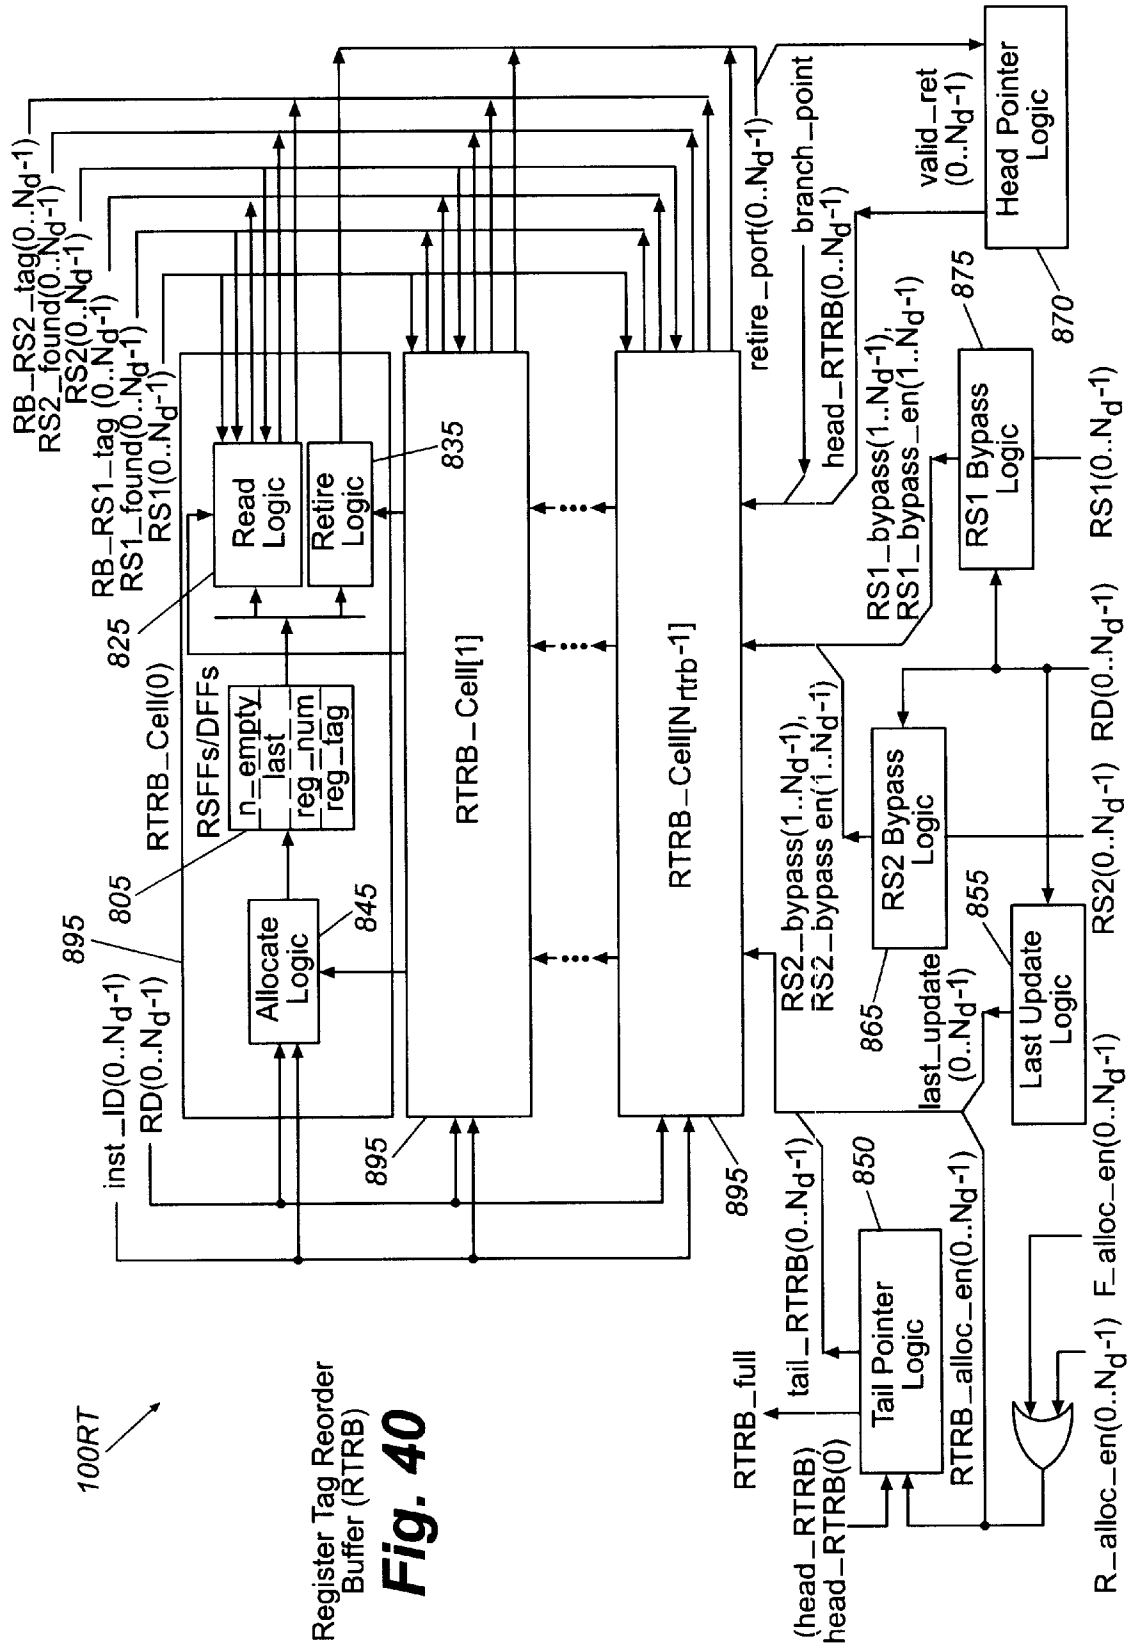 100RT
Register Tag Reorder
Buffer (RTRB)
Fig. 40
inst_ID(0..Nd-1)
RD(0..Nd-1)
895
805
RTRB_Cell(0)
RSFFs/DFFs
n_empty
last
reg_num
reg_tag
Allocate
Logic
845
825
Read
Logic
Retire
Logic
835
RB_RS2_tag(0..Nd-1)
RS2_found(0..Nd-1)
RS2(0..Nd-1)
RB_RS1_tag (0..Nd-1)
RS1_found(0..Nd-1)
RS1(0..Nd-1)
895
RTRB_Cell[1]
RTRB_Cell[Nrtrb-1]
895
RTRB_full
tail_RTRB(0..Nd-1)
(head_RTRB)
head_RTRB(0)
Tail Pointer
Logic
850
RTRB_alloc_en(0..Nd-1)
R_alloc_en(0..Nd-1)
F_alloc_en(0..Nd-1)
last_update
(0..Nd-1)
Last Update
Logic
855
RS2_bypass(1..Nd-1),
RS2_bypass en(1..Nd-1)
865
RS2 Bypass
Logic
RS2(0..Nd-1)
RD(0..Nd-1)
RS1_bypass(1..Nd-1),
RS1_bypass_en(1..Nd-1)
RS1 Bypass
Logic
875
RS1(0..Nd-1)
retire_port(0..Nd-1)
branch_point
head_RTRB(0..Nd-1)
valid_ret
(0..Nd-1)
Head Pointer
Logic
870